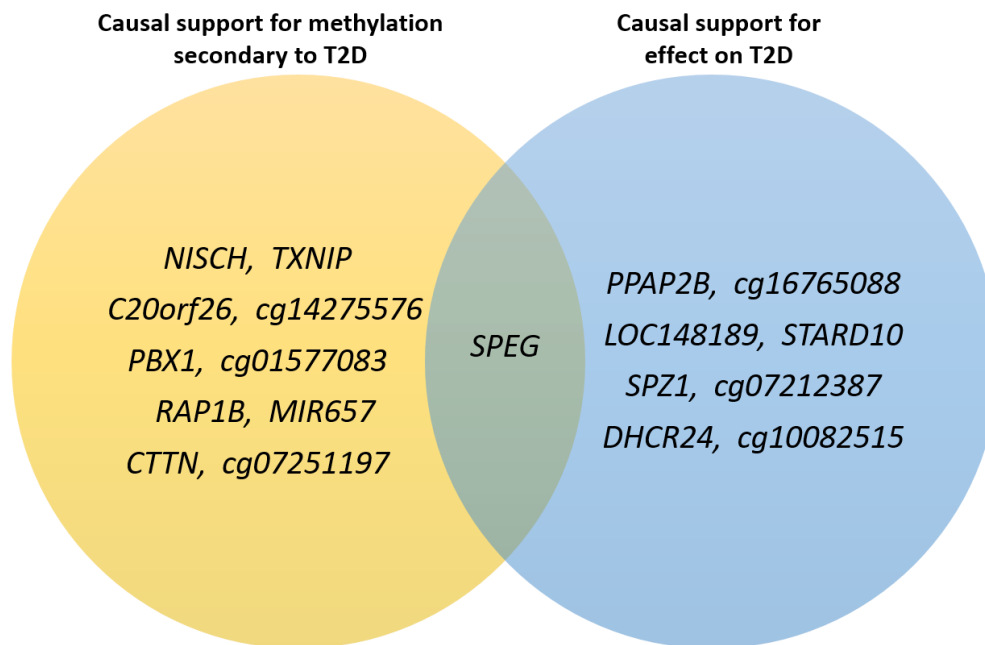 Causal support for methylation
secondary to T2D
Causal support for
effect on T2D
NISCH, TXNIP
C20orf26, cg14275576
PBX1, cg01577083
RAP1B, MIR657
CTTN, cg07251197
SPEG
PPAP2B, cg16765088
LOC148189, STARD10
SPZ1, cg07212387
DHCR24, cg10082515